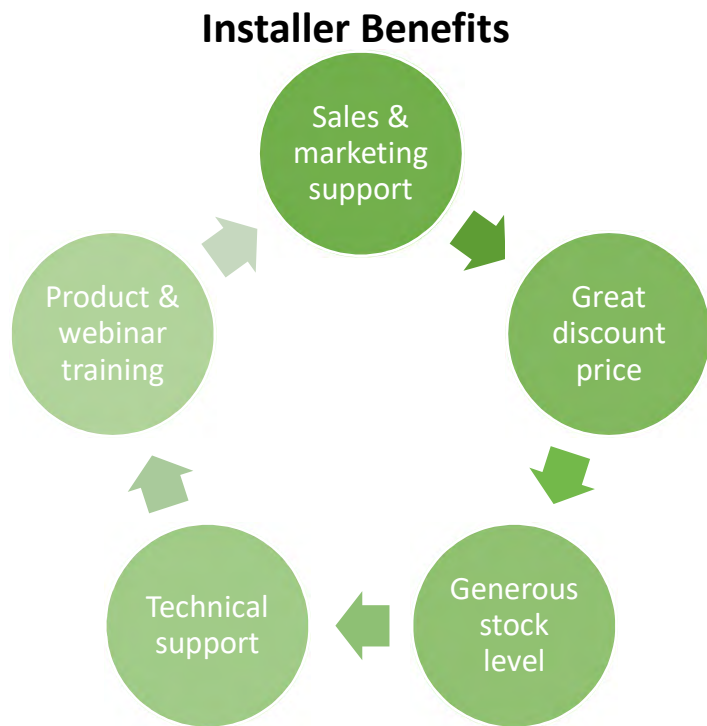 Installer Benefits
Sales &
marketing
support
Great
discount
price
Generous
stock
level
Technical
support
Product &
webinar
training